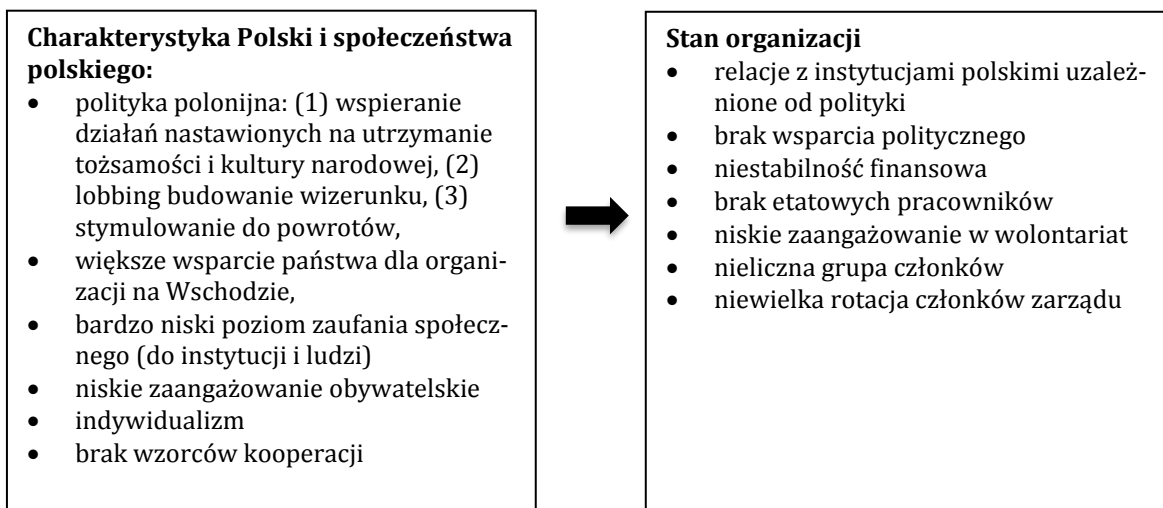 Charakterystyka Polski i społeczeństwa
polskiego:
• polityka polonijna: (1) wspieranie
działań nastawionych na utrzymanie
tożsamości i kultury narodowej, (2)
lobbing budowanie wizerunku, (3)
stymulowanie do powrotów,
• większe wsparcie państwa dla organi-
zacji na Wschodzie,
• bardzo niski poziom zaufania społecz-
nego (do instytucji i ludzi)
• niskie zaangażowanie obywatelskie
• indywidualizm
• brak wzorców kooperacji
Stan organizacji
• relacje z instytucjami polskimi uzależ-
nione od polityki
• brak wsparcia politycznego
• niestabilność finansowa
• brak etatowych pracowników
• niskie zaangażowanie w wolontariat
• nieliczna grupa członków
• niewielka rotacja członków zarządu